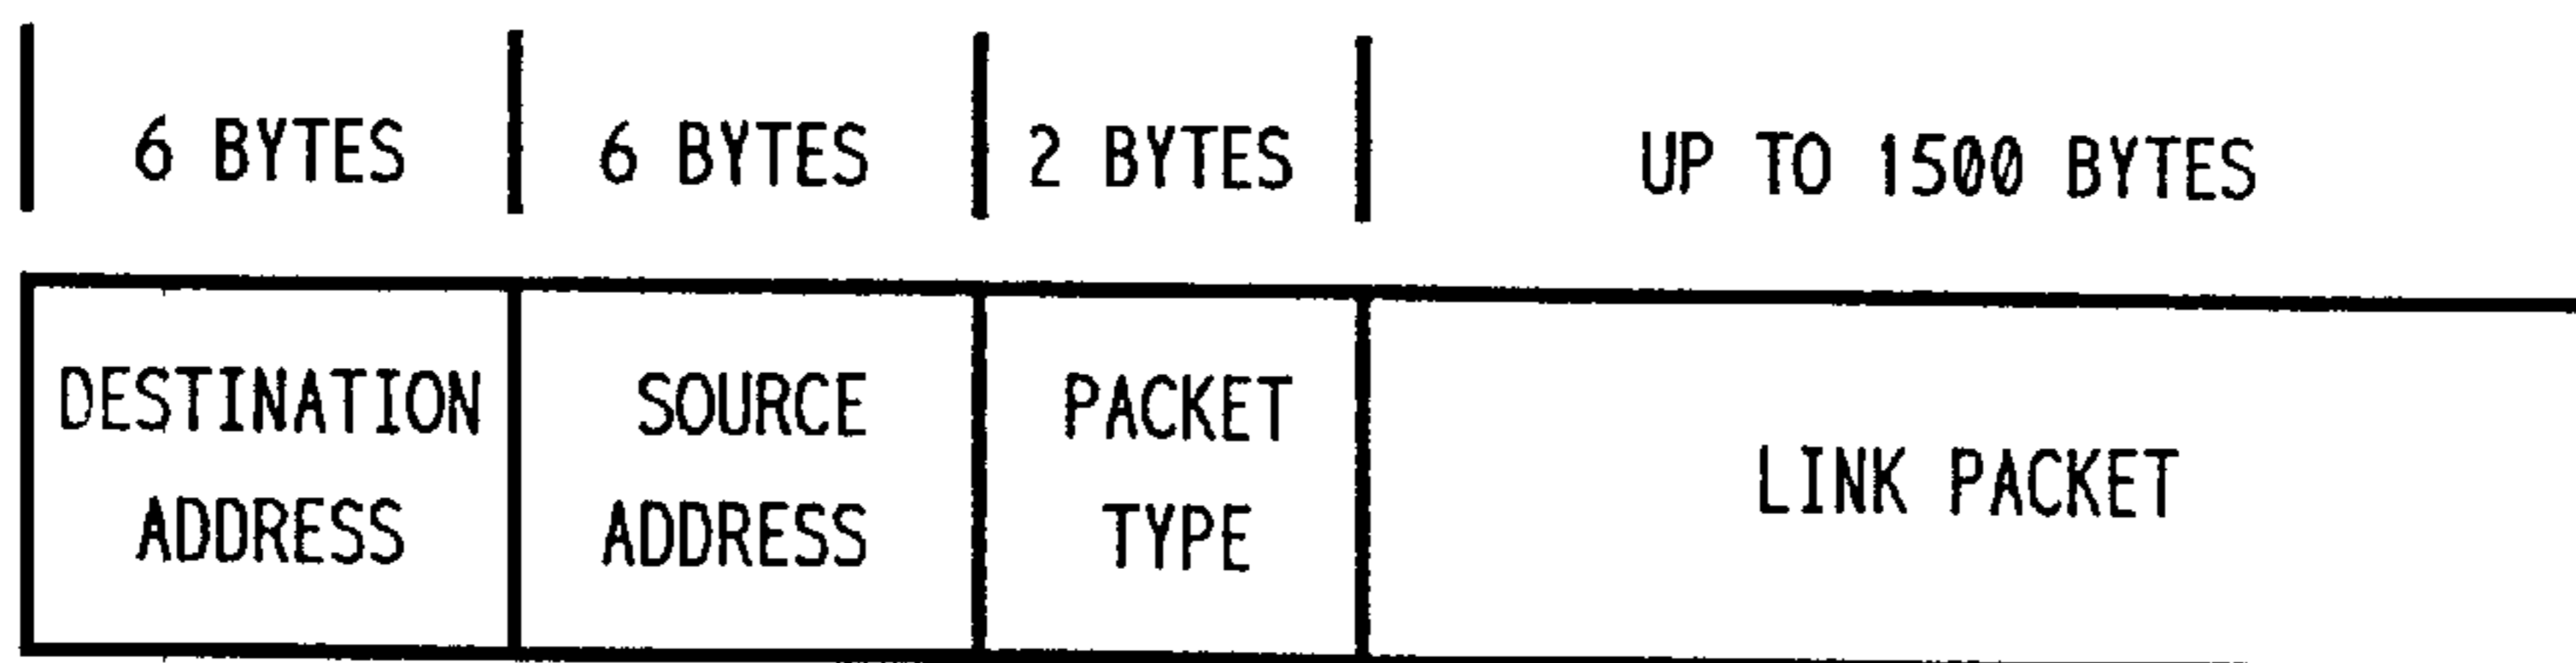 6 BYTES 6 BYTES 2 BYTES UP TO 1500 BYTES
DESTINATION
ADDRESS
SOURCE
ADDRESS
PACKET
TYPE
LINK PACKET